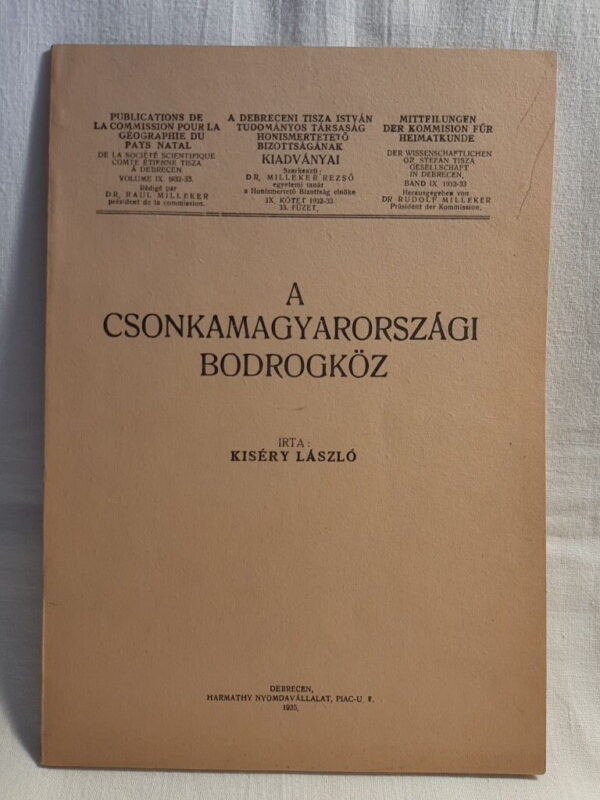 PUBLICATIONS DE
LA COMMISSION POUR LA
GÉOGRAPHIE DU
PAYS NATAL
DE LA SOCIÉTÉ SCIENTIFIQUE
COMTE ÉTIENNE TISZA
À DEBRECEN
VOLUME IX. 1932-33.
Rédigé par
DR. RAUL MILLEKER
président de la commission.
A DEBRECENI TISZA ISTVÁN
TUDOMÁNYOS TÁRSASÁG
HONISMERTETŐ
BIZOTTSÁGÁNAK
KIADVÁNYAI
Szerkeszti:
DR. MILLEKER REZSŐ
egyetemi tanár
a Honismertető Bizottság elnöke
IX. KÖTET 1932-33
33. FÜZET.
MITTEILUNGEN
DER KOMMISION FÜR
HEIMATKUNDE
DER WISSENSCHAFTLICHEN
GR. STEFAN TISZA
GESELLSCHAFT
IN DEBRECEN,
BAND IX 1932-33
Herausgegeben von
DR RUDOLF MILLEKER
Präsident der Kommission.
A
CSONKAMAGYARORSZÁGI
BODROGKÖZ
IRTA:
KISÉRY LÁSZLÓ
DEBRECEN,
HARMATHY NYOMDAVÁLLALAT, PIAC-U.
1935.